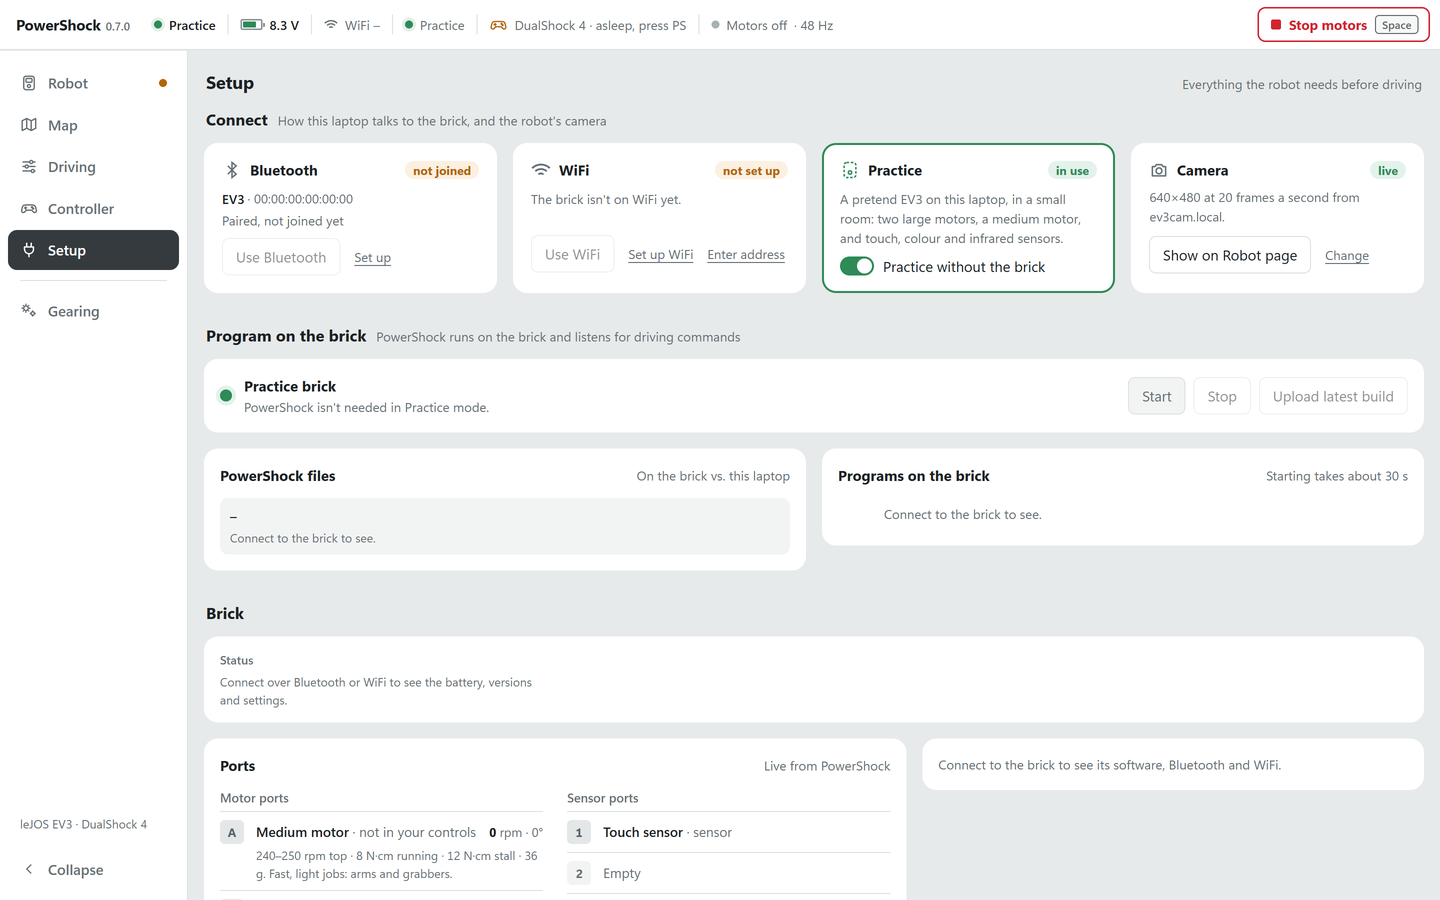 PowerShock 0.7.0
Practice
8.3 V
WiFi –
Practice
DualShock 4 · asleep, press PS
Motors off · 48 Hz
Stop motors Space
Robot
Map
Driving
Controller
Setup
Gearing
leJOS EV3 · DualShock 4
Collapse
Setup
Everything the robot needs before driving
Connect How this laptop talks to the brick, and the robot's camera
Bluetooth not joined
EV3 · 00:00:00:00:00:00
Paired, not joined yet
Use Bluetooth Set up
WiFi not set up
The brick isn't on WiFi yet.
Use WiFi Set up WiFi Enter address
Practice in use
A pretend EV3 on this laptop, in a small
room: two large motors, a medium motor,
and touch, colour and infrared sensors.
Practice without the brick
Camera live
640×480 at 20 frames a second from
ev3cam.local.
Show on Robot page Change
Program on the brick PowerShock runs on the brick and listens for driving commands
Practice brick
PowerShock isn't needed in Practice mode.
Start Stop Upload latest build
PowerShock files On the brick vs. this laptop
–
Connect to the brick to see.
Programs on the brick Starting takes about 30 s
Connect to the brick to see.
Brick
Status
Connect over Bluetooth or WiFi to see the battery, versions
and settings.
Ports Live from PowerShock
Motor ports
A Medium motor · not in your controls 0 rpm · 0°
240–250 rpm top · 8 N·cm running · 12 N·cm stall · 36
g. Fast, light jobs: arms and grabbers.
Sensor ports
1 Touch sensor · sensor
2 Empty
Connect to the brick to see its software, Bluetooth and WiFi.